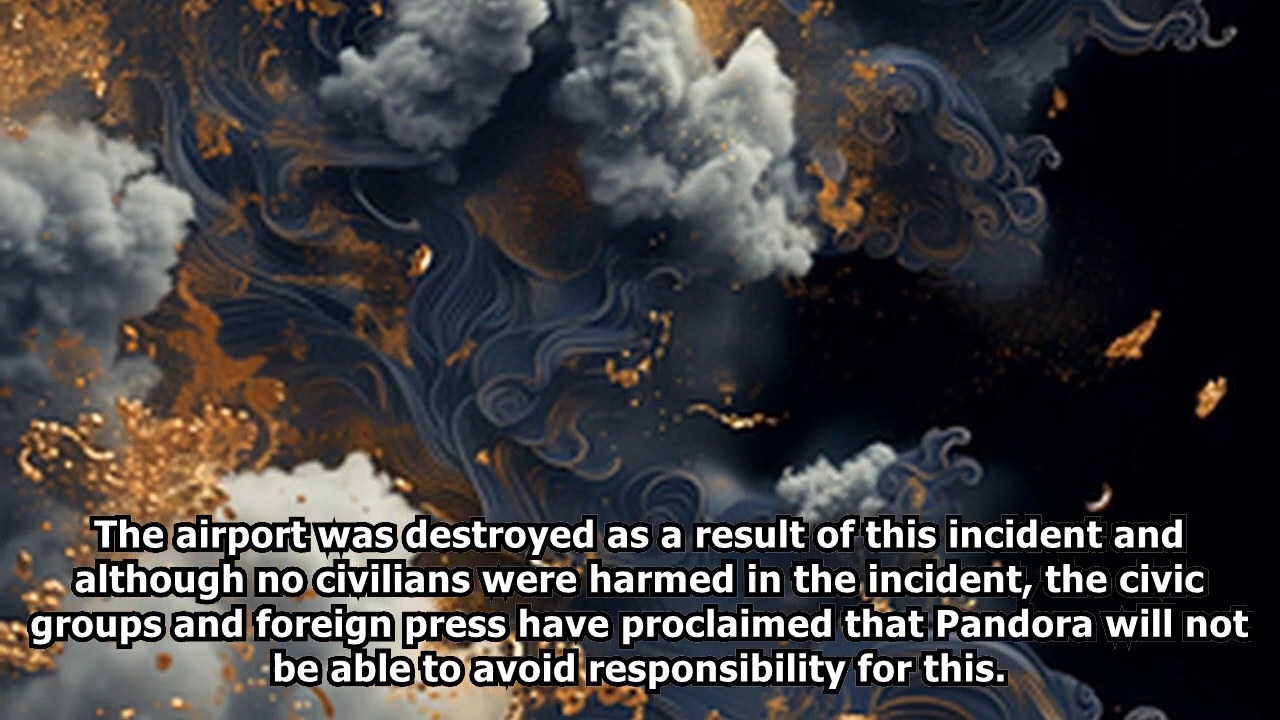 The airport was destroyed as a result of this incident and
although no civilians were harmed in the incident, the civic
groups and foreign press have proclaimed that Pandora will not
be able to avoid responsibility for this.